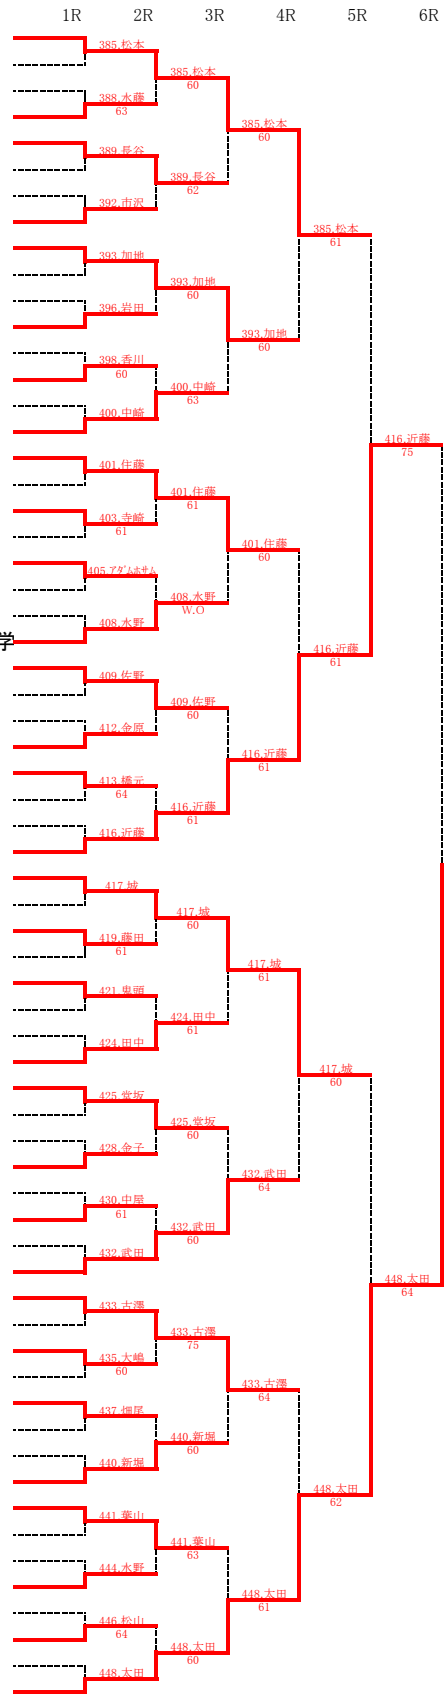 1R 2R 3R 4R 5R 6R
385.松本
385.松本
60
388.水藤
63
385.松本
60
389.長谷
389.長谷
62
392.市沢
385.松本
61
393.加地
393.加地
60
396.岩田
393.加地
60
398.香川
60
400.中崎
63
400.中崎
416.近藤
75
401.住藤
401.住藤
61
403.寺崎
61
401.住藤
60
405.アダムホサム
408.水野
W.O
408.水野
学
416.近藤
61
409.佐野
409.佐野
60
412.金原
416.近藤
61
413.橋元
64
416.近藤
61
416.近藤
417.城
417.城
60
419.藤田
61
417.城
61
421.鬼頭
424.田中
61
424.田中
417.城
60
425.堂坂
425.堂坂
60
428.金子
432.武田
64
430.中屋
61
432.武田
60
432.武田
448.太田
64
433.古澤
433.古澤
75
435.大嶋
60
433.古澤
64
437.畑尾
440.新堀
60
440.新堀
448.太田
62
441.葉山
441.葉山
63
444.水野
448.太田
61
446.松山
64
448.太田
60
448.太田